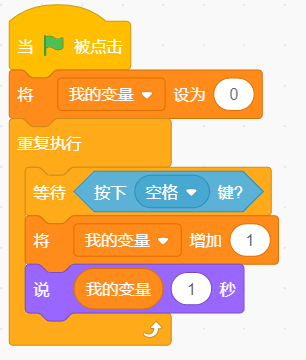 当 被点击
将 我的变量 设为 0
重复执行
等待 按下 空格 键?
将 我的变量 增加 1
说 我的变量 1 秒